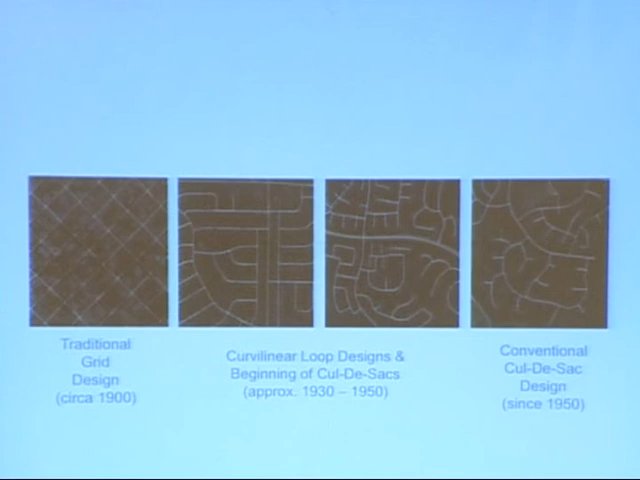 Traditional
Grid
Design
(circa 1900)
Curvilinear Loop Designs &
Beginning of Cul-De-Sacs
(approx. 1930 – 1950)
Conventional
Cul-De-Sac
Design
(since 1950)